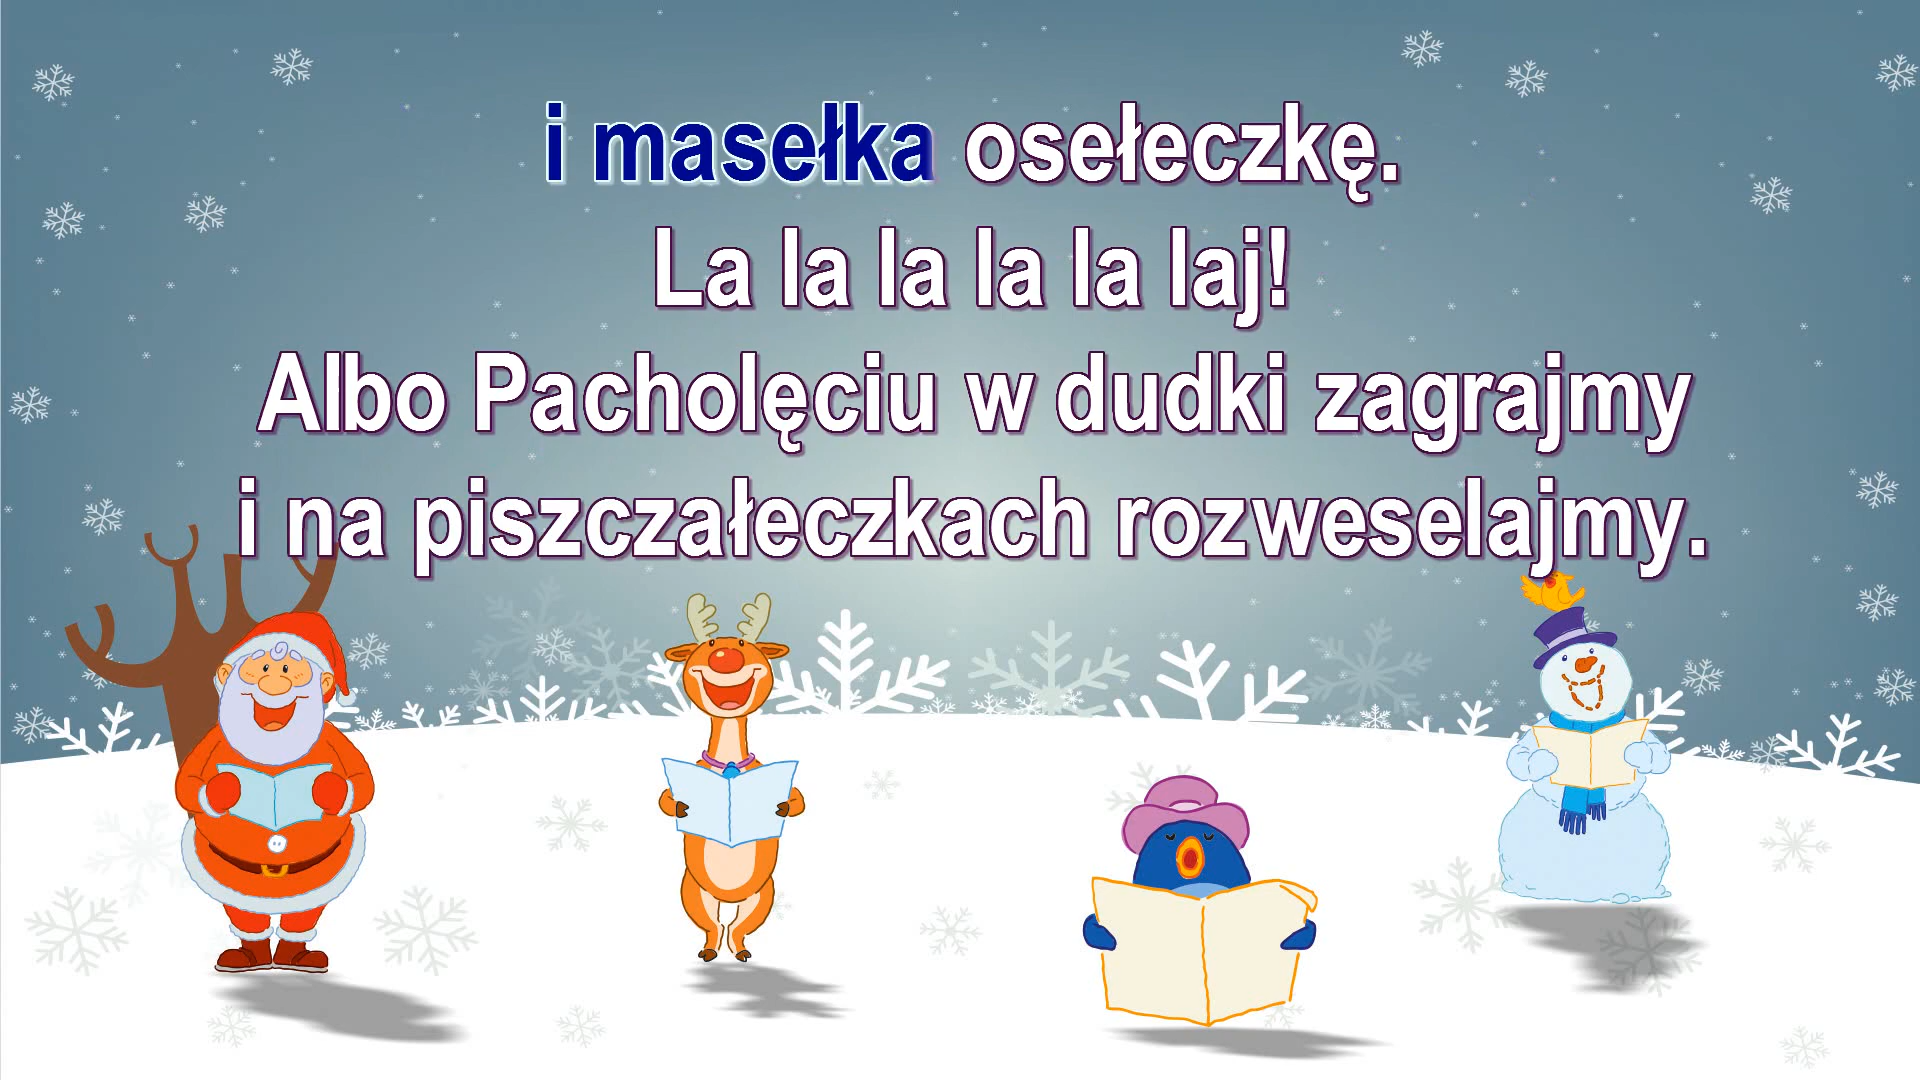 i masełka osełeczkę.
La la la la la laj!
Albo Pacholęciu w dudki zagrajmy
i na piszczałeczkach rozweselajmy.